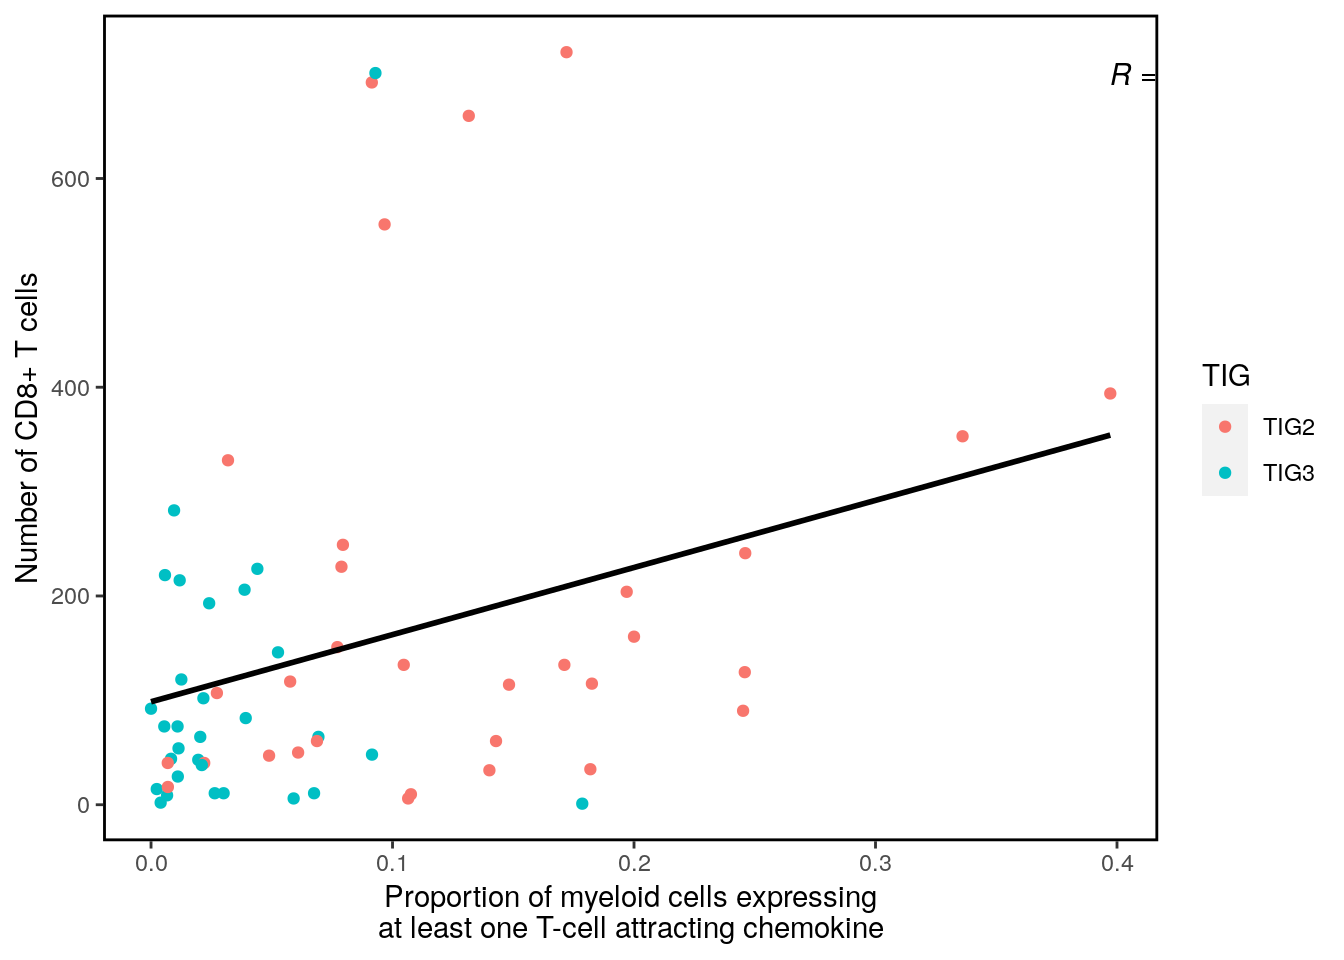 R =
600
400
200
0
Number of CD8+ T cells
0.0 0.1 0.2 0.3 0.4
Proportion of myeloid cells expressing
at least one T-cell attracting chemokine
TIG
TIG2
TIG3